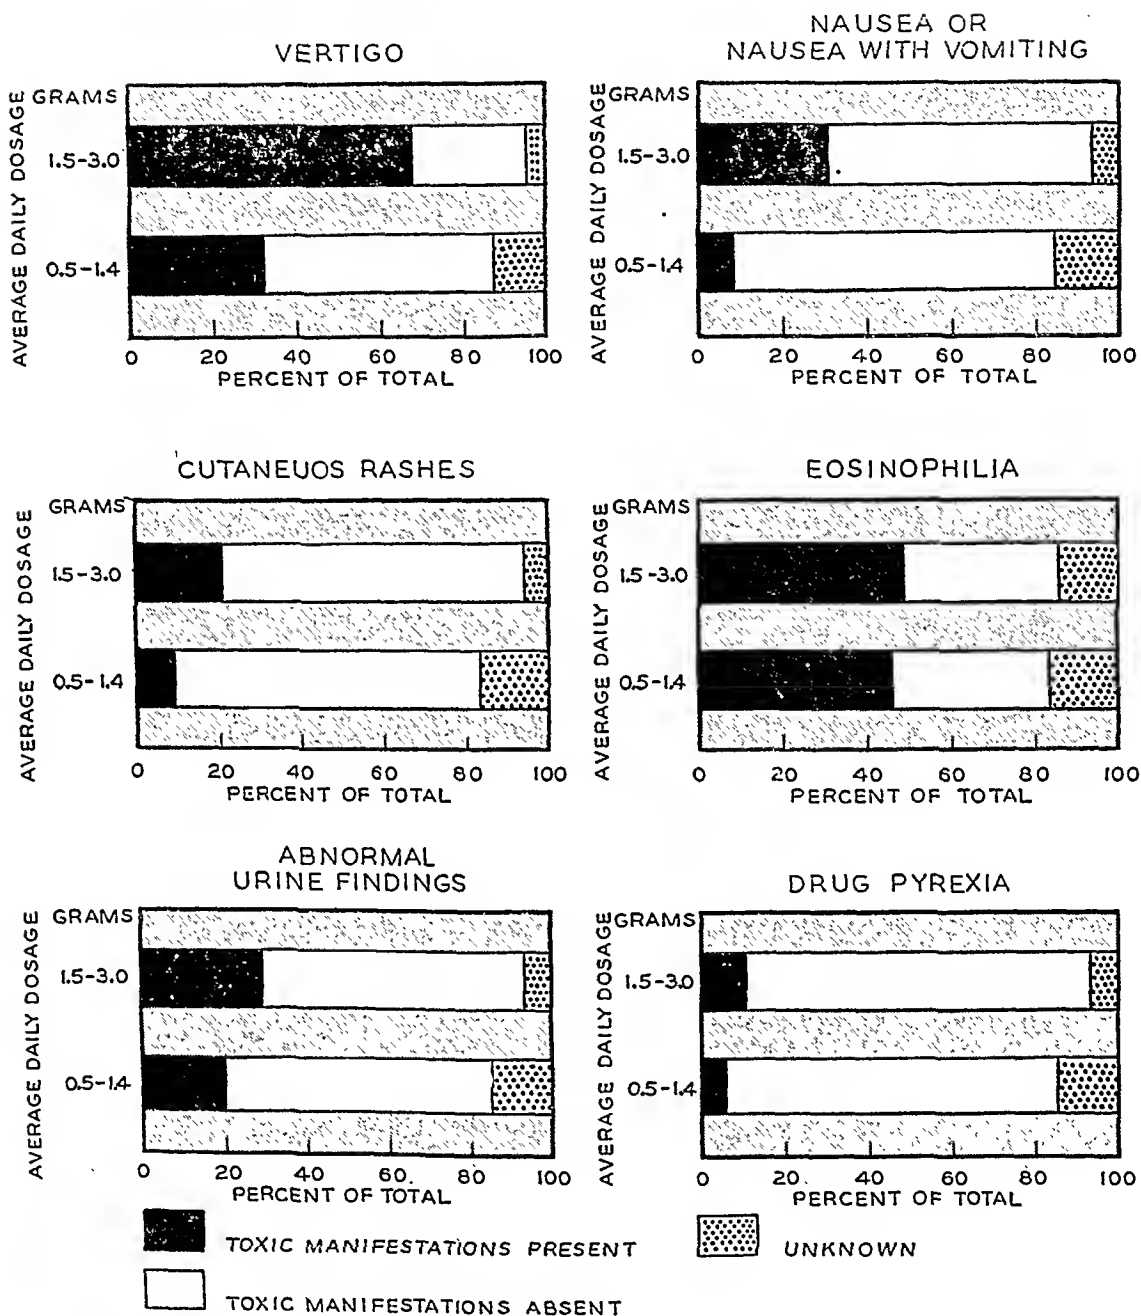 VERTIGO
AVERAGE DAILY DOSAGE
GRAMS
1.5-3.0
0.5-1.4
0 20 40 60 80 100
PERCENT OF TOTAL
NAUSEA OR
NAUSEA WITH VOMITING
AVERAGE DAILY DOSAGE
GRAMS
1.5-3.0
0.5-1.4
0 20 40 60 80 100
PERCENT OF TOTAL
CUTANEUOS RASHES
AVERAGE DAILY DOSAGE
GRAMS
1.5-3.0
0.5-1.4
0 20 40 60 80 100
PERCENT OF TOTAL
EOSINOPHILIA
AVERAGE DAILY DOSAGE
GRAMS
1.5-3.0
0.5-1.4
0 20 40 60 80 100
PERCENT OF TOTAL
ABNORMAL
URINE FINDINGS
AVERAGE DAILY DOSAGE
GRAMS
1.5-3.0
0.5-1.4
0 20 40 60 80 100
PERCENT OF TOTAL
DRUG PYREXIA
AVERAGE DAILY DOSAGE
GRAMS
1.5-3.0
0.5-1.4
0 20 40 60 80 100
PERCENT OF TOTAL
TOXIC MANIFESTATIONS PRESENT
UNKNOWN
TOXIC MANIFESTATIONS ABSENT